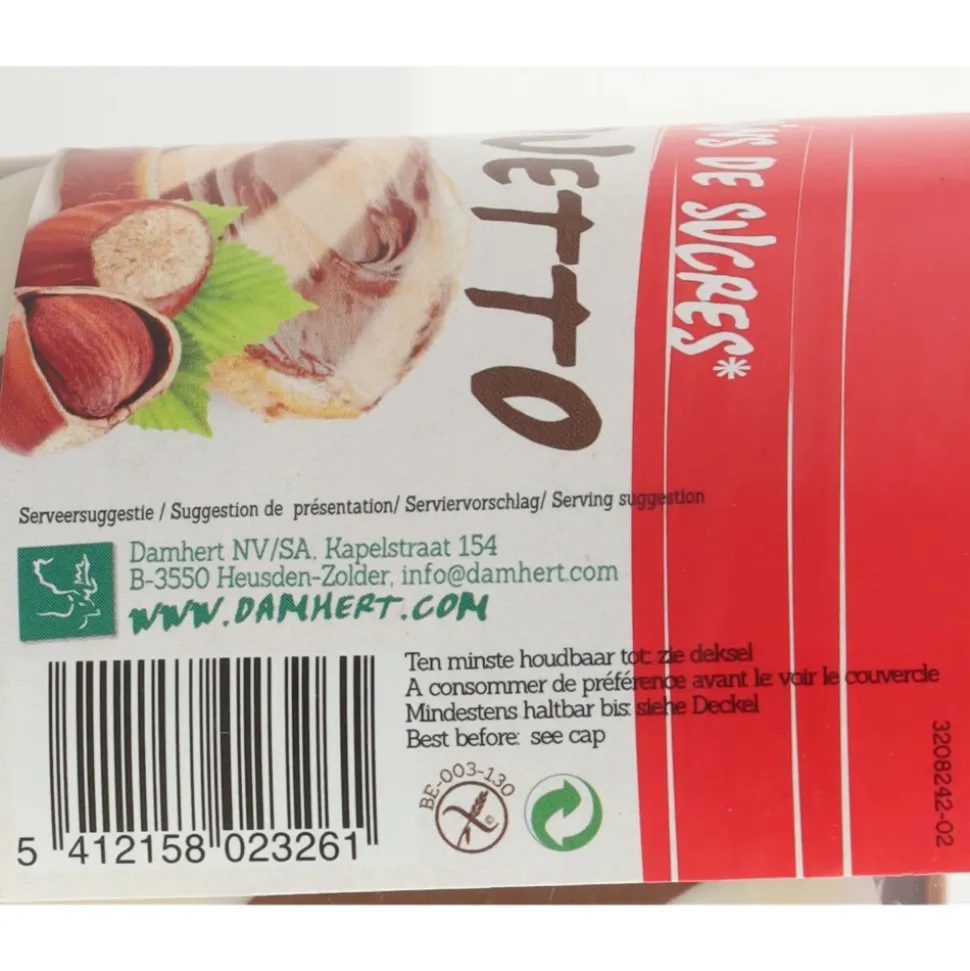 NETTO
DE SUCRES*
Serveersuggestie / Suggestion de présentation/ Serviervorschlag/ Serving suggestion
Damhert NV/SA. Kapelstraat 154
B-3550 Heusden-Zolder, info@damhert.com
WWW.DAMHERT.COM
Ten minste houdbaar tot: zie deksel
A consommer de préférence avant le: voir le couvercle
Mindestens haltbar bis: siehe Deckel
Best before: see cap
BE-003-130
©
3208242-02
5 412158 023261